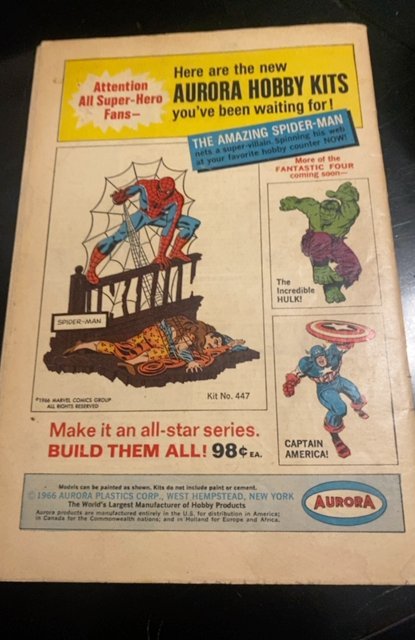 Attention
All Super-Hero
Fans—
Here are the new
AURORA HOBBY KITS
you've been waiting for!
THE AMAZING SPIDER-MAN
nets a super-villain. Spinning his web
at your favorite hobby counter NOW!
More of the
FANTASTIC FOUR
coming soon—
The
Incredible
HULK!
SPIDER-MAN
©1966 MARVEL COMICS GROUP
ALL RIGHTS RESERVED
Kit No. 447
CAPTAIN
AMERICA!
Make it an all-star series.
BUILD THEM ALL! 98¢ EA.
Models can be painted as shown. Kits do not include paint or cement.
© 1966 AURORA PLASTICS CORP., WEST HEMPSTEAD, NEW YORK
The World's Largest Manufacturer of Hobby Products
Aurora products are manufactured entirely in the U.S. for distribution in America;
in Canada for the Commonwealth nations; and in Holland for Europe and Africa.
AURORA